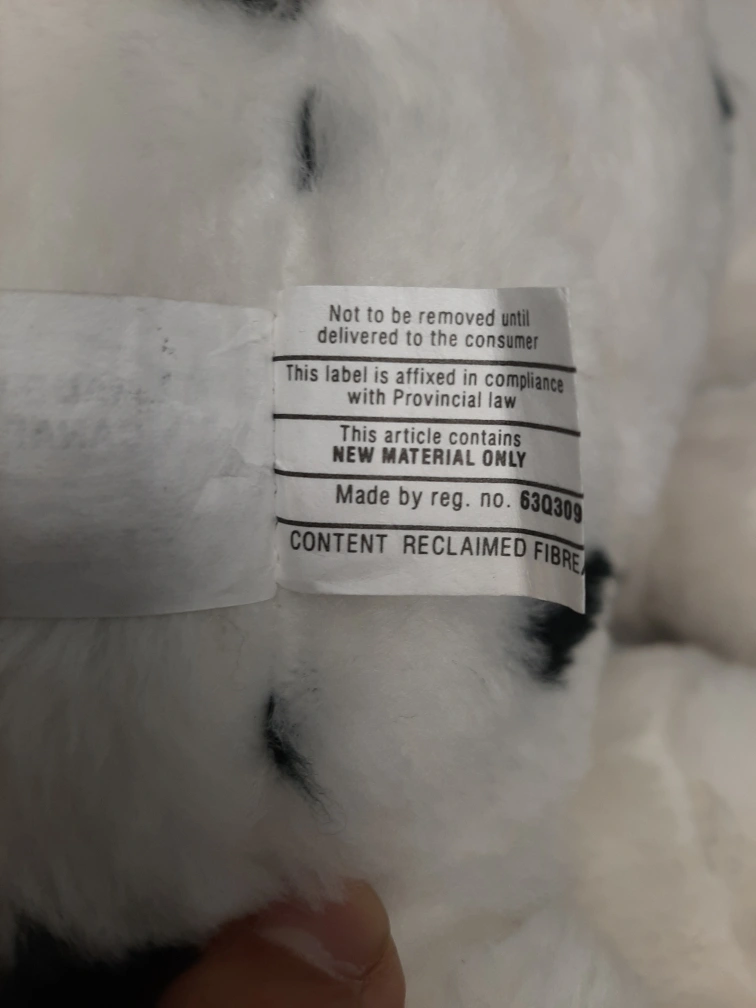 Not to be removed until
delivered to the consumer
This label is affixed in compliance
with Provincial law
This article contains
NEW MATERIAL ONLY
Made by reg. no. 63Q309
CONTENT RECLAIMED FIBRE